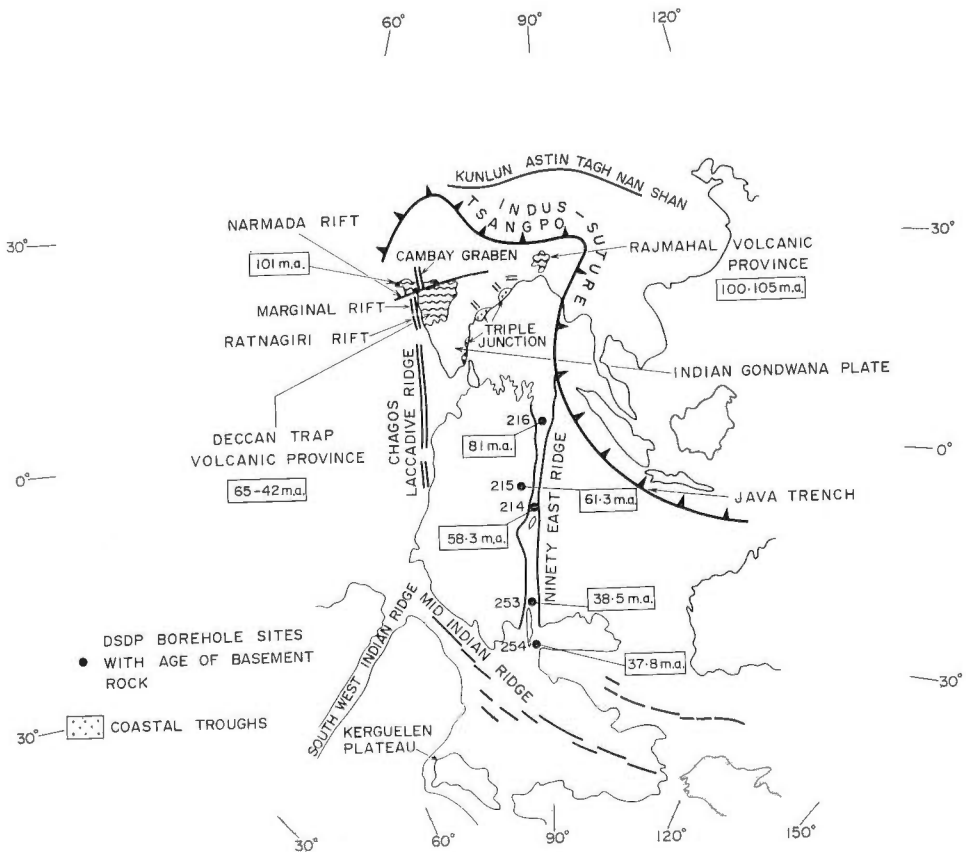 60°
90°
120°
KUNLUN ASTIN TAGH NAN SHAN
INDUS-
TSANGPO
SUTURE
NARMADA RIFT
30°
30°
CAMBAY GRABEN
RAJMAHAL VOLCANIC
PROVINCE
101 m.a.
100·105 m.a.
MARGINAL RIFT
RATNAGIRI RIFT
TRIPLE
JUNCTION
INDIAN GONDWANA PLATE
CHAGOS
LACCADIVE RIDGE
216
81 m.a.
DECCAN TRAP
VOLCANIC PROVINCE
65-42 m.a.
0°
0°
215
61·3 m.a.
JAVA TRENCH
214
58·3 m.a.
NINETY EAST RIDGE
253
38·5 m.a.
254
37·8 m.a.
MID INDIAN RIDGE
SOUTH WEST INDIAN RIDGE
DSDP BOREHOLE SITES
WITH AGE OF BASEMENT
ROCK
COASTAL TROUGHS
30°
30°
KERGUELEN
PLATEAU
30°
60°
90°
120°
150°